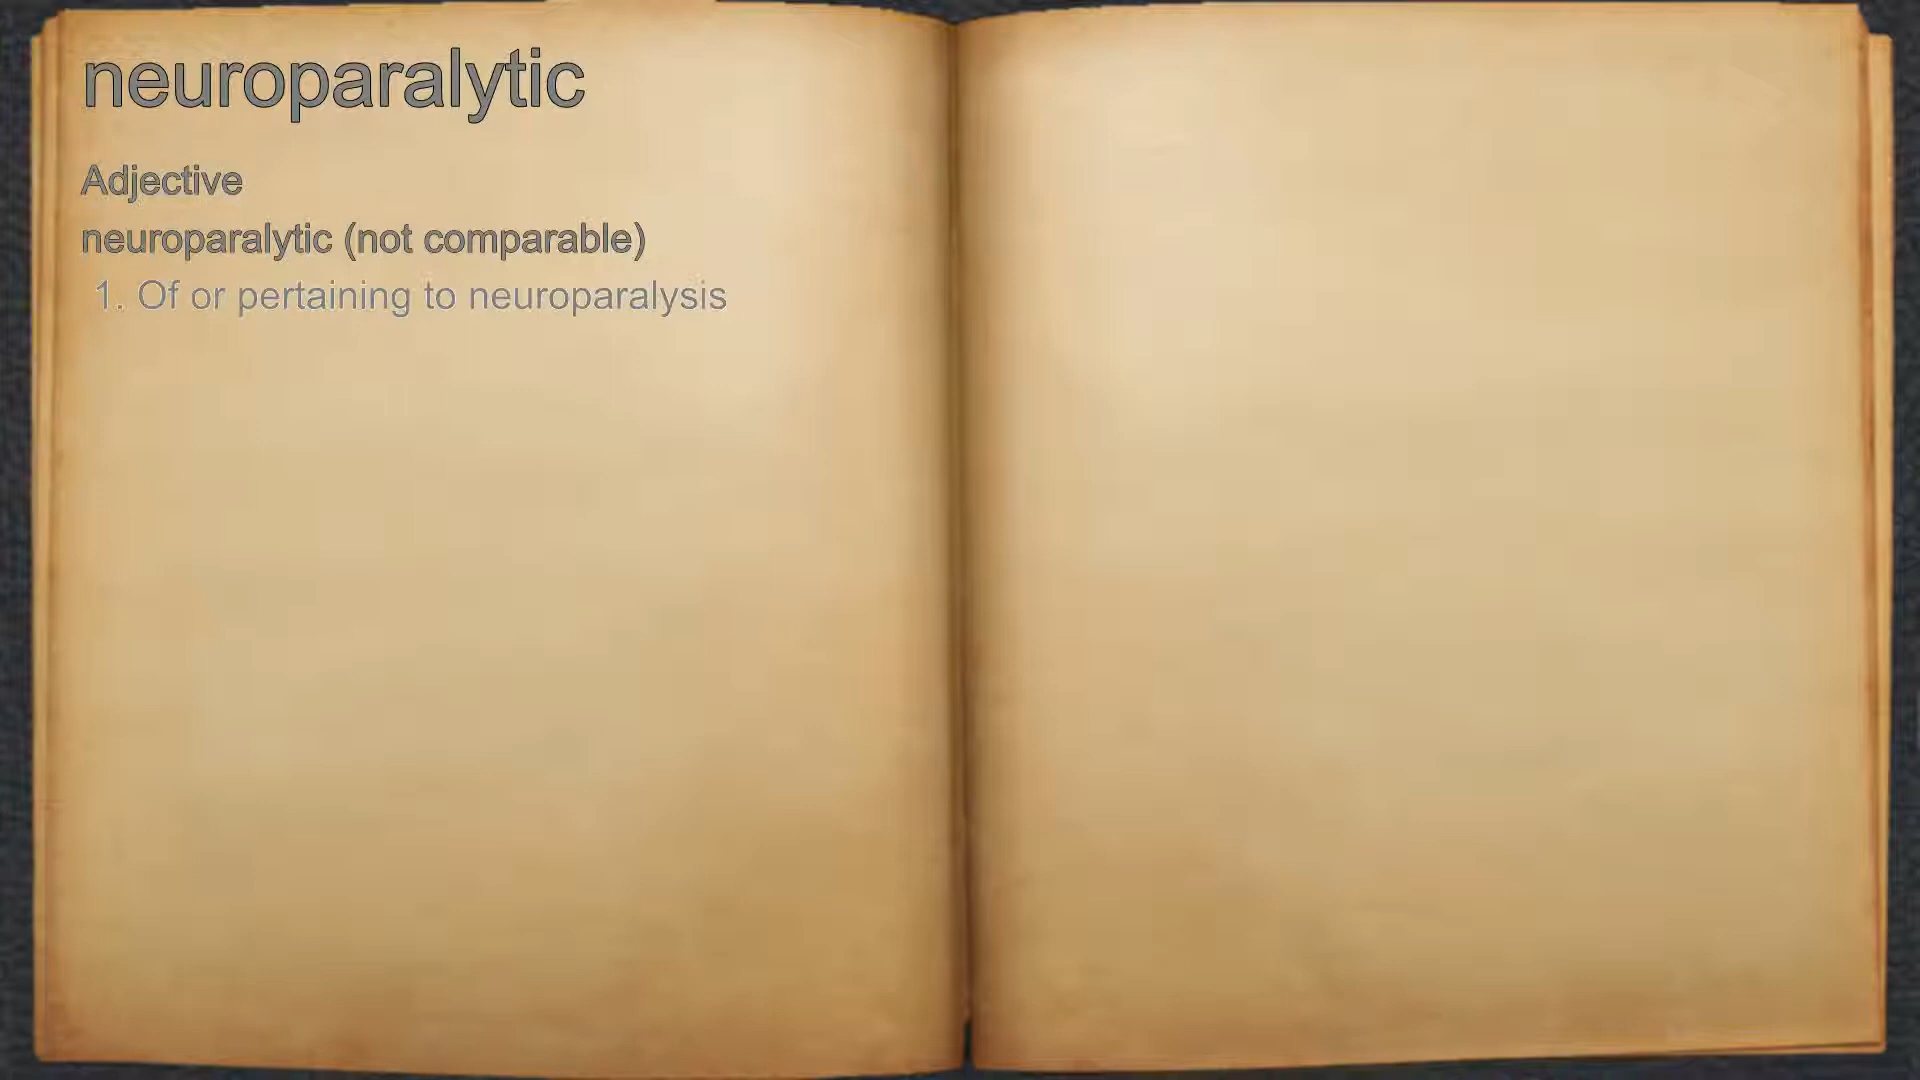 neuroparalytic
Adjective
neuroparalytic (not comparable)
1. Of or pertaining to neuroparalysis